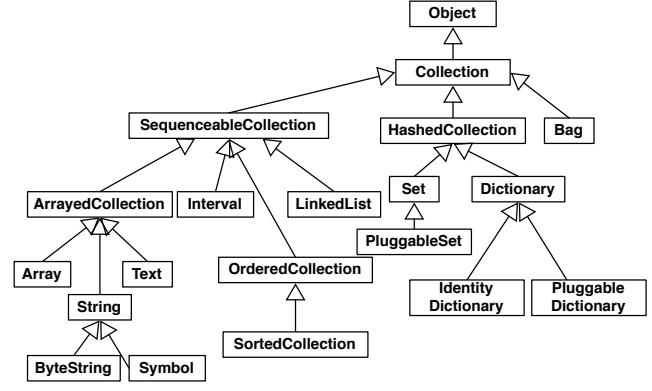 Object
Collection
SequenceableCollection
HashedCollection
Bag
ArrayedCollection
Interval
LinkedList
Set
Dictionary
PluggableSet
Array
Text
OrderedCollection
String
Identity
Dictionary
Pluggable
Dictionary
SortedCollection
ByteString
Symbol